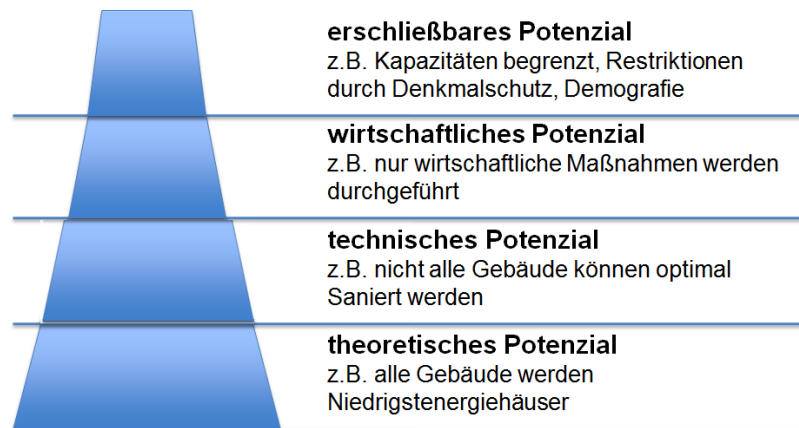 erschließbares Potenzial
z.B. Kapazitäten begrenzt, Restriktionen
durch Denkmalschutz, Demografie
wirtschaftliches Potenzial
z.B. nur wirtschaftliche Maßnahmen werden
durchgeführt
technisches Potenzial
z.B. nicht alle Gebäude können optimal
Saniert werden
theoretisches Potenzial
z.B. alle Gebäude werden
Niedrigstenergiehäuser